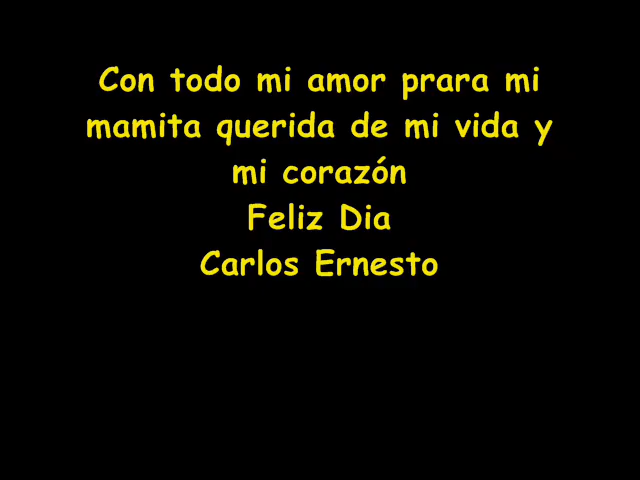 Con todo mi amor prara mi
mamita querida de mi vida y
mi corazón
Feliz Dia
Carlos Ernesto